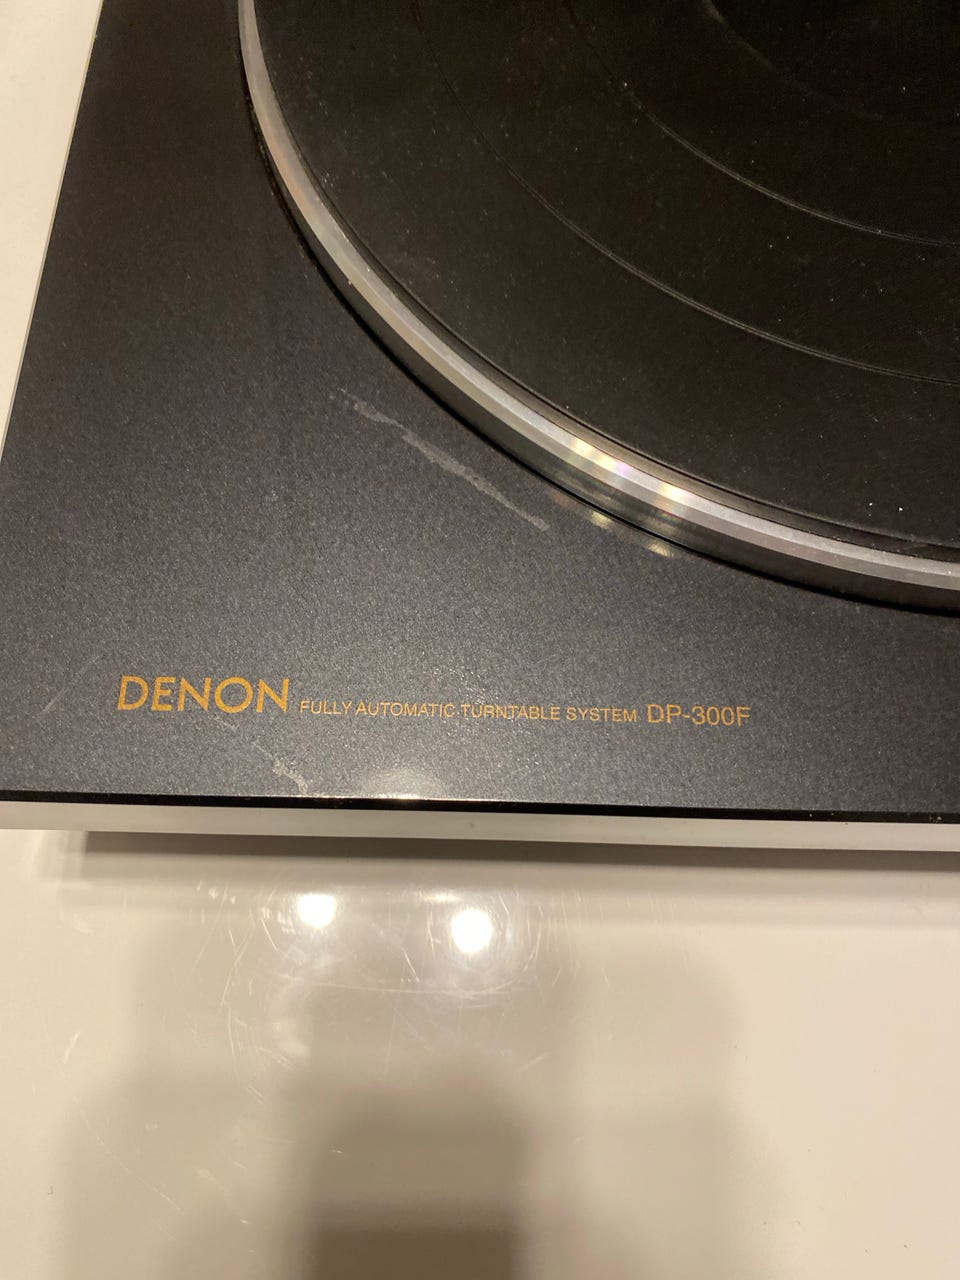 DENON FULLY AUTOMATIC TURNTABLE SYSTEM DP-300F